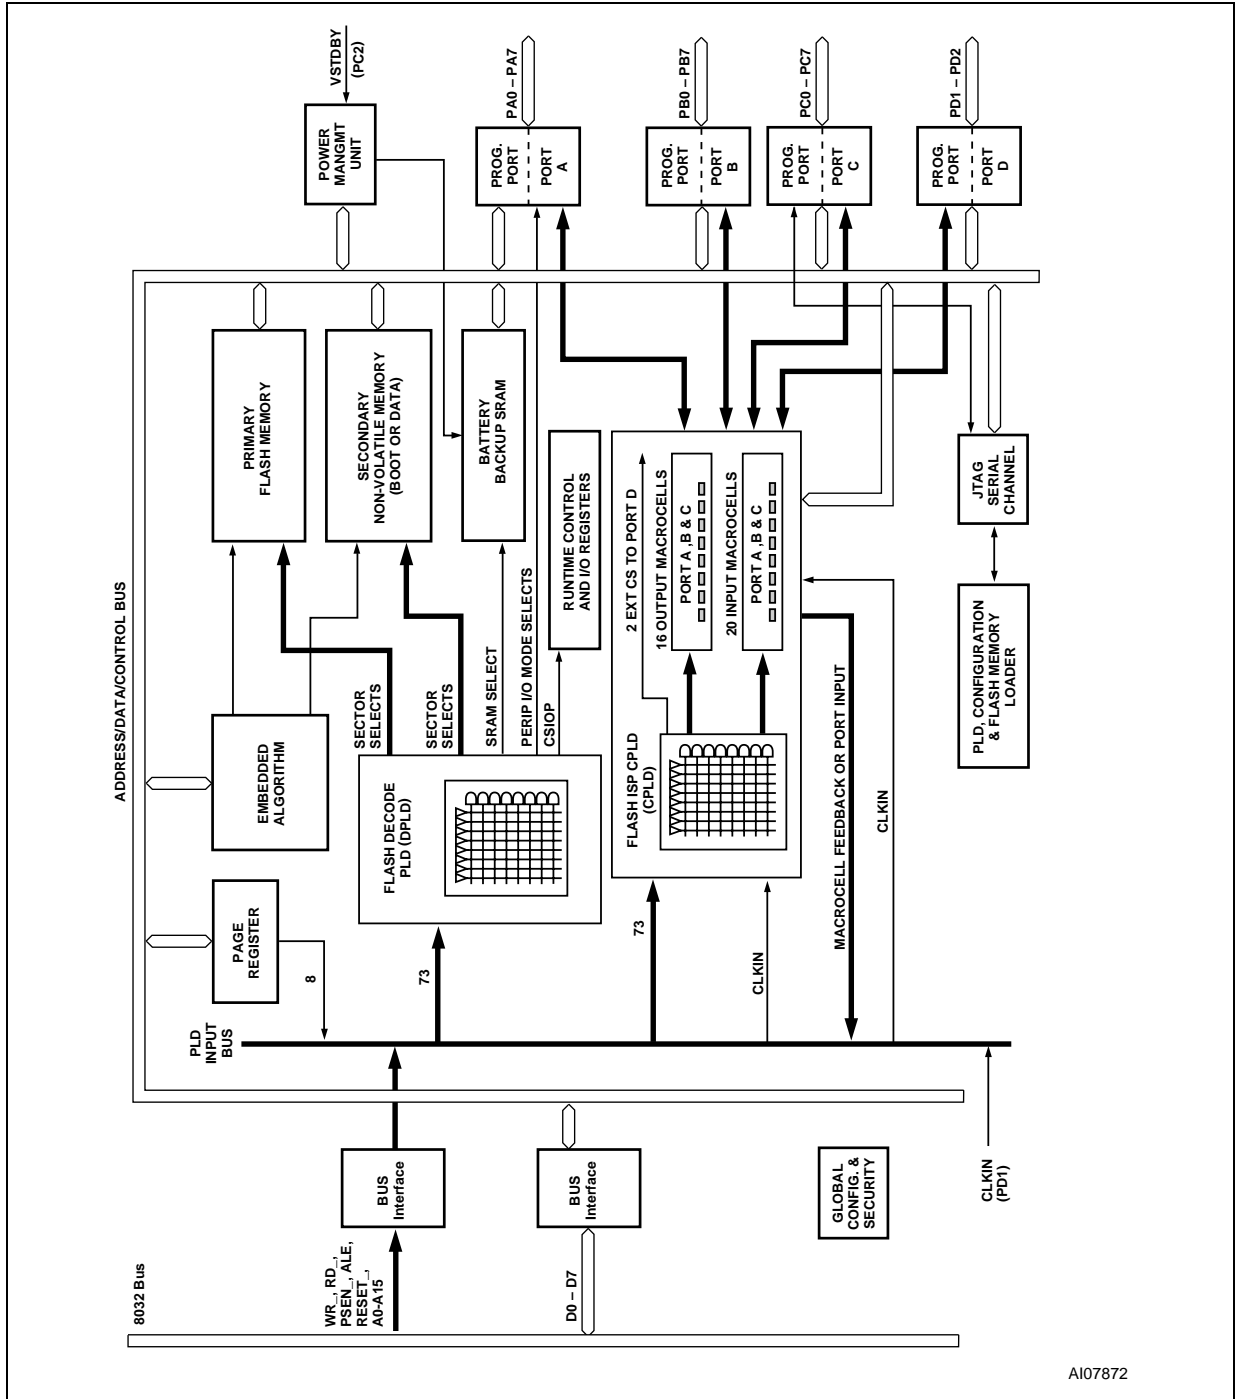 8032 Bus
WR_, RD_,
PSEN_, ALE,
RESET_,
A0-A15
D0 – D7
BUS
Interface
BUS
Interface
GLOBAL
CONFIG. &
SECURITY
CLKIN
(PD1)
ADDRESS/DATA/CONTROL BUS
PLD
INPUT
BUS
PAGE
REGISTER
8
73
73
CLKIN
EMBEDDED
ALGORITHM
FLASH DECODE
PLD (DPLD)
FLASH ISP CPLD
(CPLD)
SECTOR
SELECTS
SECTOR
SELECTS
SRAM SELECT
PERIP I/O MODE SELECTS
CSIOP
MACROCELL FEEDBACK OR PORT INPUT
CLKIN
PRIMARY
FLASH MEMORY
SECONDARY
NON-VOLATILE MEMORY
(BOOT OR DATA)
BATTERY
BACKUP SRAM
RUNTIME CONTROL
AND I/O REGISTERS
2 EXT CS TO PORT D
16 OUTPUT MACROCELLS
PORT A ,B & C
20 INPUT MACROCELLS
PORT A ,B & C
JTAG
SERIAL
CHANNEL
PLD, CONFIGURATION
& FLASH MEMORY
LOADER
VSTDBY
(PC2)
POWER
MANGMT
UNIT
PA0 – PA7
PROG.
PORT
PORT
A
PB0 – PB7
PROG.
PORT
PORT
B
PC0 – PC7
PROG.
PORT
PORT
C
PD1 – PD2
PROG.
PORT
PORT
D
AI07872